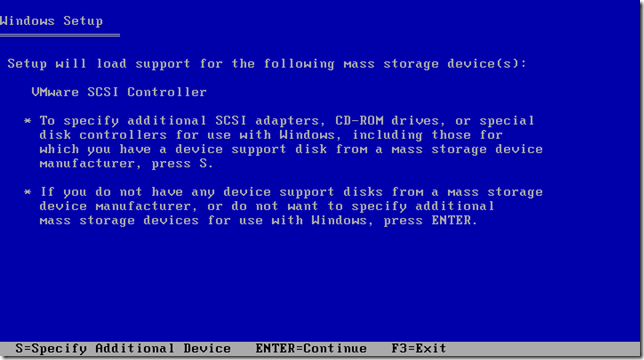 Windows Setup
Setup will load support for the following mass storage device(s):
VMware SCSI Controller
* To specify additional SCSI adapters, CD-ROM drives, or special
disk controllers for use with Windows, including those for
which you have a device support disk from a mass storage device
manufacturer, press S.
* If you do not have any device support disks from a mass storage
device manufacturer, or do not want to specify additional
mass storage devices for use with Windows, press ENTER.
S=Specify Additional Device ENTER=Continue F3=Exit